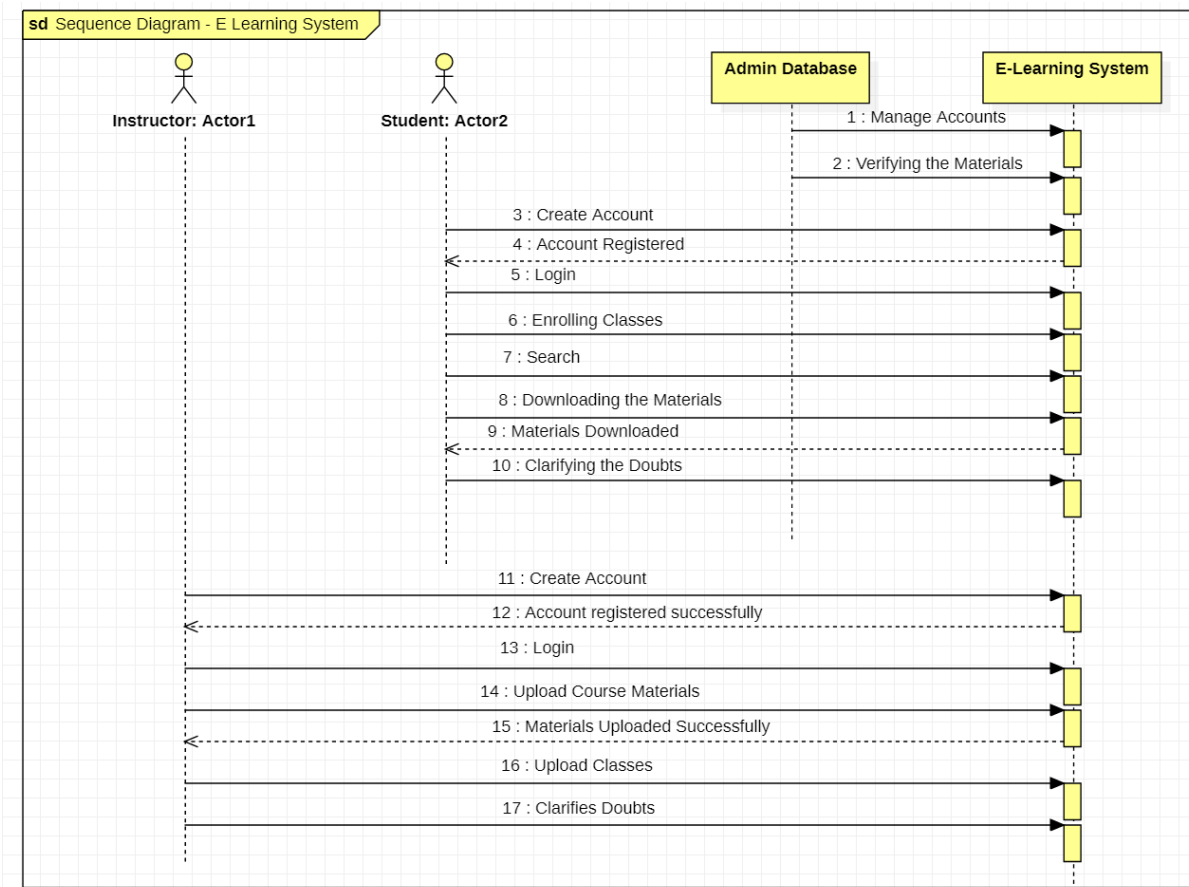 sd Sequence Diagram - E Learning System
Instructor: Actor1
Student: Actor2
Admin Database
E-Learning System
1 : Manage Accounts
2 : Verifying the Materials
3 : Create Account
4 : Account Registered
5 : Login
6 : Enrolling Classes
7 : Search
8 : Downloading the Materials
9 : Materials Downloaded
10 : Clarifying the Doubts
11 : Create Account
12 : Account registered successfully
13 : Login
14 : Upload Course Materials
15 : Materials Uploaded Successfully
16 : Upload Classes
17 : Clarifies Doubts